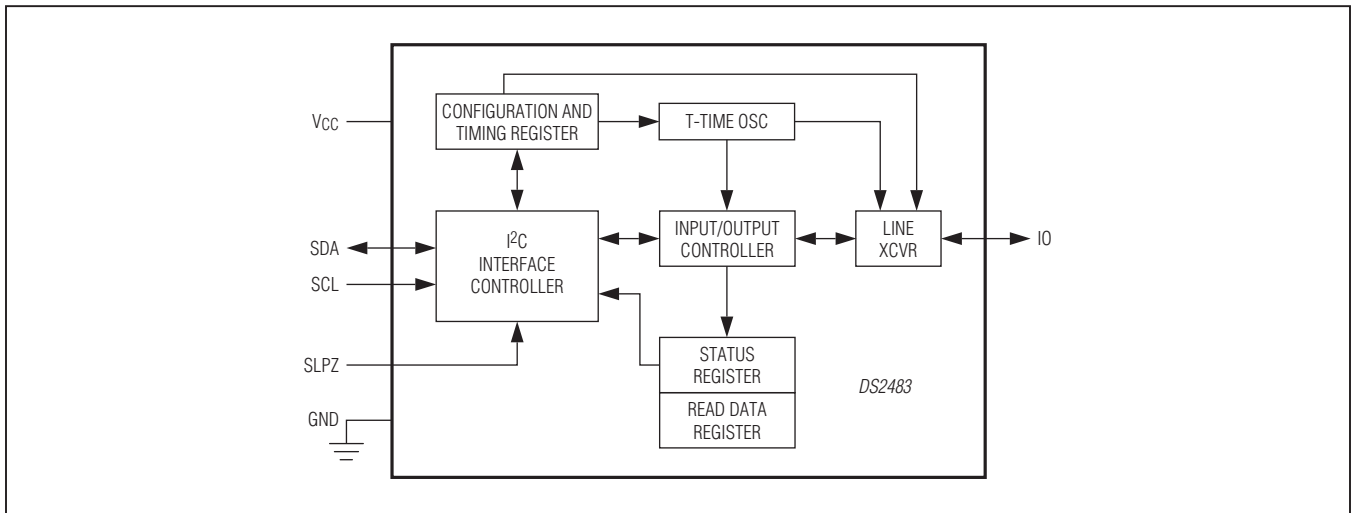 VCC
SDA
SCL
SLPZ
GND
CONFIGURATION AND
TIMING REGISTER
T-TIME OSC
I2C
INTERFACE
CONTROLLER
INPUT/OUTPUT
CONTROLLER
LINE
XCVR
IO
STATUS
REGISTER
READ DATA
REGISTER
DS2483